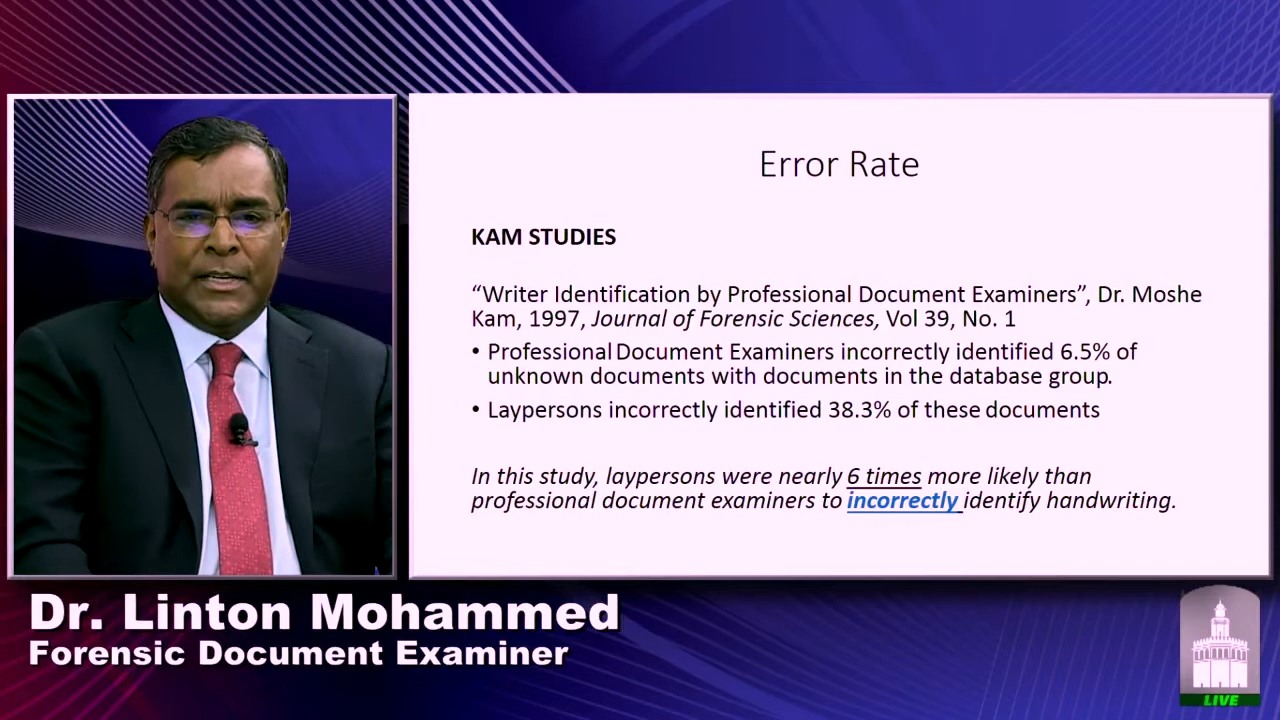 Error Rate
KAM STUDIES
“Writer Identification by Professional Document Examiners”, Dr. Moshe
Kam, 1997, Journal of Forensic Sciences, Vol 39, No. 1
• Professional Document Examiners incorrectly identified 6.5% of
unknown documents with documents in the database group.
• Laypersons incorrectly identified 38.3% of these documents
In this study, laypersons were nearly 6 times more likely than
professional document examiners to incorrectly identify handwriting.
Dr. Linton Mohammed
Forensic Document Examiner
LIVE